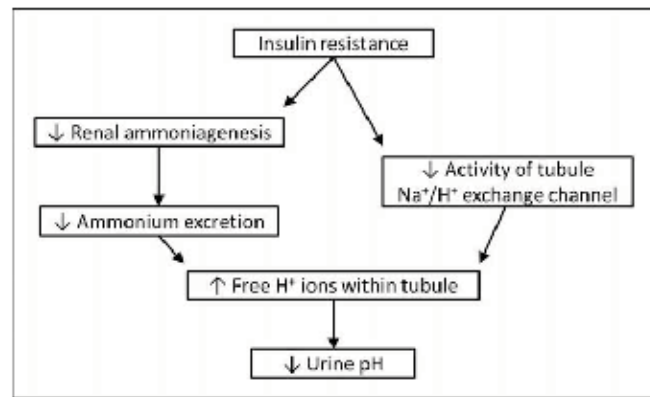 Insulin resistance
↓ Renal ammoniagenesis
↓ Activity of tubule
Na⁺/H⁺ exchange channel
↓ Ammonium excretion
↑ Free H⁺ ions within tubule
↓ Urine pH